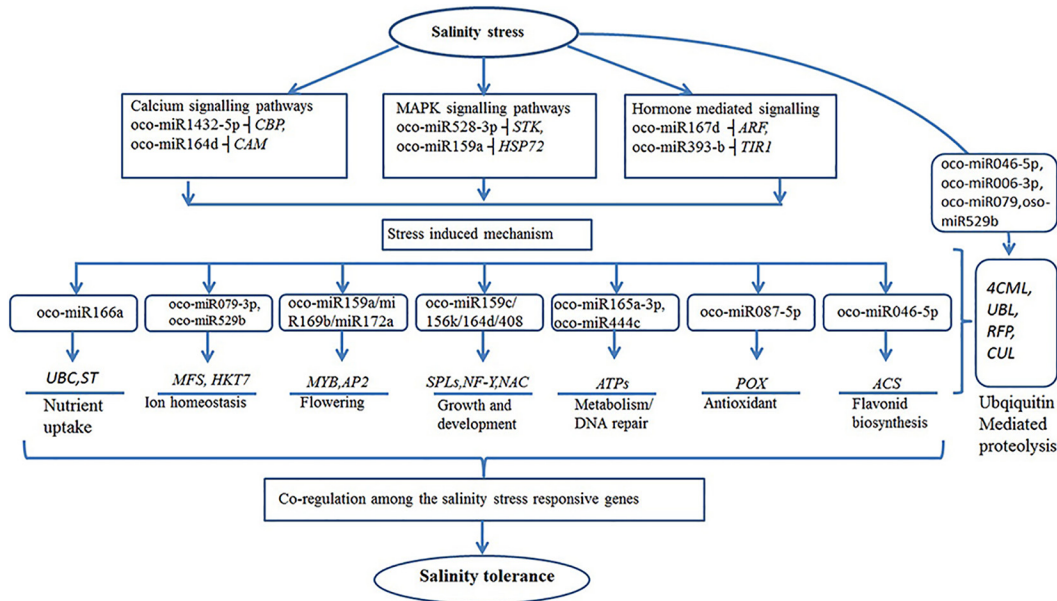 Salinity stress
Calcium signalling pathways
oco-miR1432-5p ┤ CBP,
oco-miR164d ┤ CAM
MAPK signalling pathways
oco-miR528-3p ┤ STK,
oco-miR159a ┤ HSP72
Hormone mediated signalling
oco-miR167d ┤ ARF,
oco-miR393-b ┤ TIR1
oco-miR046-5p,
oco-miR006-3p,
oco-miR079,oso-
miR529b
Stress induced mechanism
oco-miR166a
oco-miR079-3p,
oco-miR529b
oco-miR159a/mi
R169b/miR172a
oco-miR159c/
156k/164d/408
oco-miR165a-3p,
oco-miR444c
oco-miR087-5p
oco-miR046-5p
4CML,
UBL,
RFP,
CUL
UBC,ST
Nutrient
uptake
MFS, HKT7
Ion homeostasis
MYB,AP2
Flowering
SPLs,NF-Y,NAC
Growth and
development
ATPs
Metabolism/
DNA repair
POX
Antioxidant
ACS
Flavonid
biosynthesis
Ubqiquitin
Mediated
proteolysis
Co-regulation among the salinity stress responsive genes
Salinity tolerance